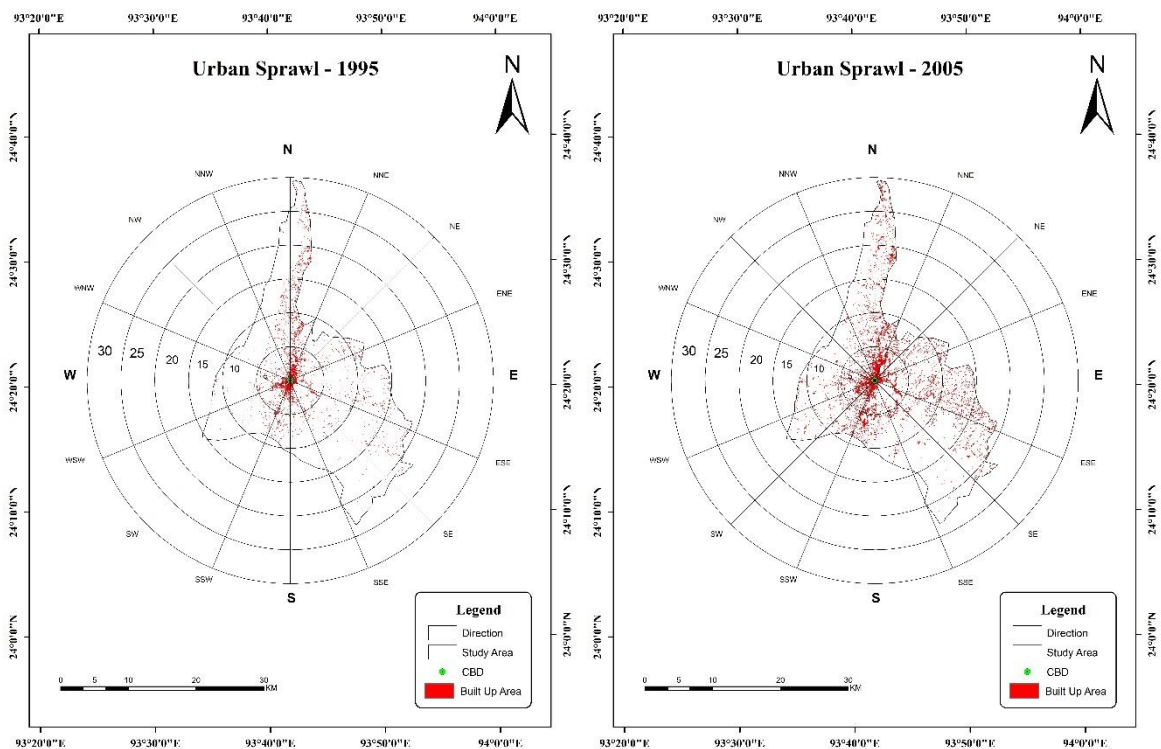 93°20'0"E 93°30'0"E 93°40'0"E 93°50'0"E 94°0'0"E
Urban Sprawl - 1995
N
24°40'0"N 24°40'0"N
N
NNW NNE
NW NE
24°30'0"N 24°30'0"N
WNW ENE
30 25 20 15 10
W E
24°20'0"N 24°20'0"N
WSW ESE
24°10'0"N 24°10'0"N
SW SE
SSW SSE
S
24°0'0"N 24°0'0"N
Legend
Direction
Study Area
CBD
Built Up Area
0 5 10 20 30
KM
93°20'0"E 93°30'0"E 93°40'0"E 93°50'0"E 94°0'0"E
93°20'0"E 93°30'0"E 93°40'0"E 93°50'0"E 94°0'0"E
Urban Sprawl - 2005
N
24°40'0"N 24°40'0"N
N
NNW NNE
NW NE
24°30'0"N 24°30'0"N
WNW ENE
30 25 20 15 10
W E
24°20'0"N 24°20'0"N
WSW ESE
24°10'0"N 24°10'0"N
SW SE
SSW SSE
S
24°0'0"N 24°0'0"N
Legend
Direction
Study Area
CBD
Built Up Area
0 5 10 20 30
KM
93°20'0"E 93°30'0"E 93°40'0"E 93°50'0"E 94°0'0"E